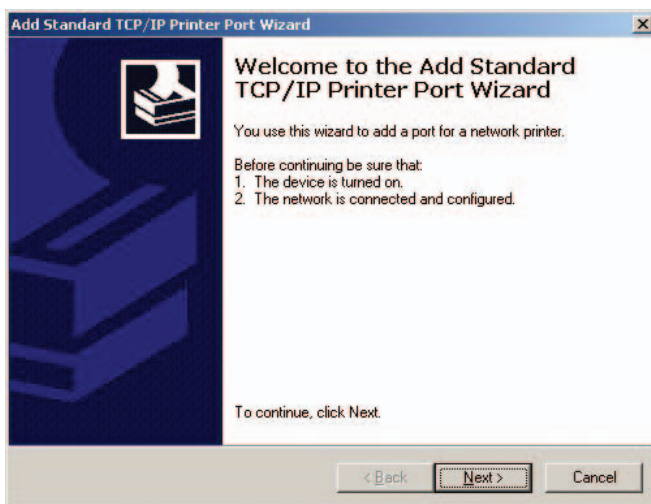 Add Standard TCP/IP Printer Port Wizard
Welcome to the Add Standard
TCP/IP Printer Port Wizard
You use this wizard to add a port for a network printer.
Before continuing be sure that:
1. The device is turned on.
2. The network is connected and configured.
To continue, click Next.
< Back
Next >
Cancel